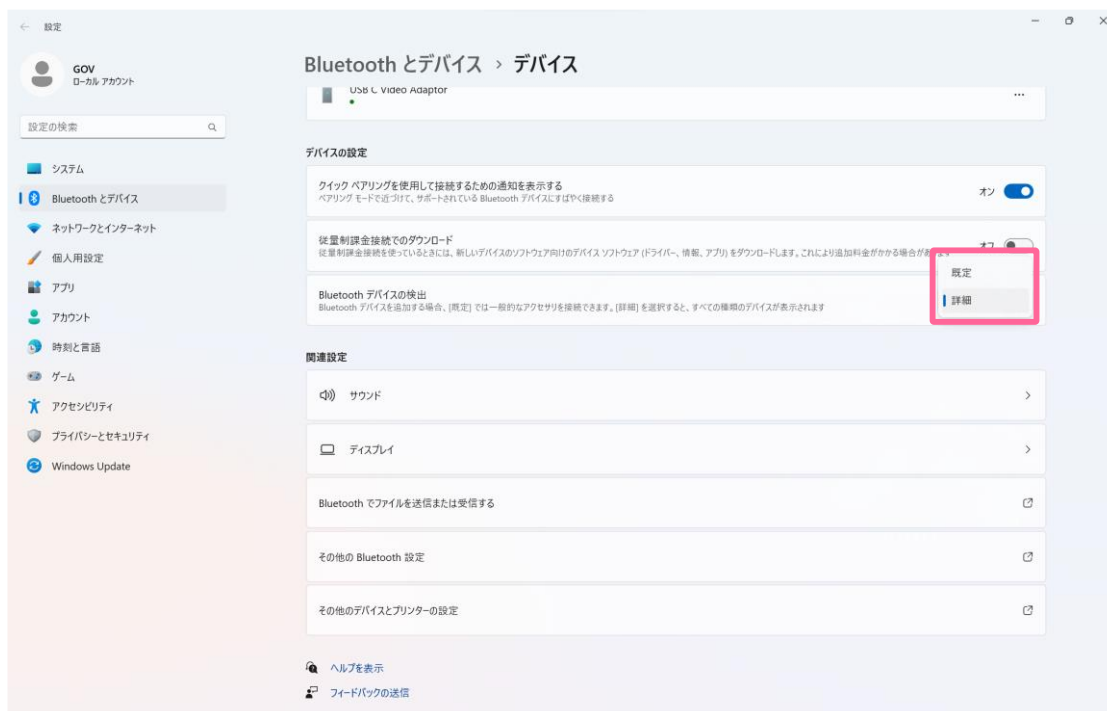 設定
GOV
ローカル アカウント
設定の検索
システム
Bluetooth とデバイス
ネットワークとインターネット
個人用設定
アプリ
アカウント
時刻と言語
ゲーム
アクセシビリティ
プライバシーとセキュリティ
Windows Update
Bluetooth とデバイス › デバイス
USB C Video Adaptor
デバイスの設定
クイック ペアリングを使用して接続するための通知を表示する
ペアリング モードで近づけて、サポートされている Bluetooth デバイスにすばやく接続する
オン
従量制課金接続でのダウンロード
従量制課金接続を使っているときには、新しいデバイスのソフトウェア向けのデバイス ソフトウェア (ドライバー、情報、アプリ) をダウンロードします。これにより追加料金がかかる場合があります
オフ
既定
詳細
Bluetooth デバイスの検出
Bluetooth デバイスを追加する場合、[既定] では一般的なアクセサリを接続できます。[詳細] を選択すると、すべての種類のデバイスが表示されます
関連設定
サウンド
ディスプレイ
Bluetooth でファイルを送信または受信する
その他の Bluetooth 設定
その他のデバイスとプリンターの設定
ヘルプを表示
フィードバックの送信